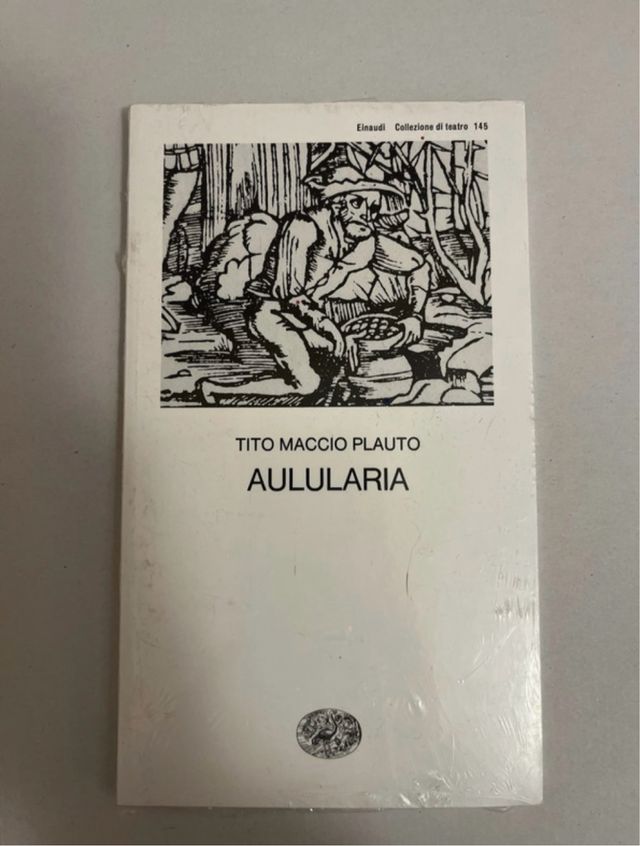 Einaudi Collezione di teatro 145
TITO MACCIO PLAUTO
AULULARIA